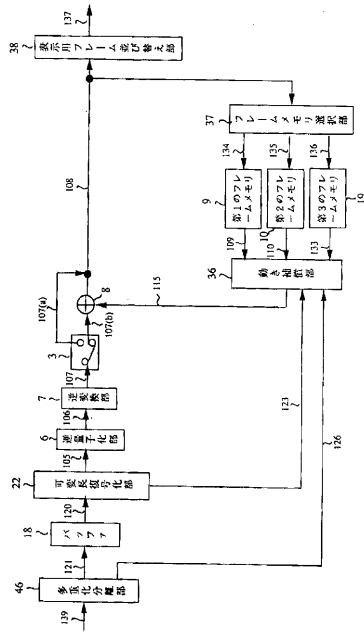 139
46
多重化分離部
121
18
バッファ
120
22
可変長復号化部
105
6
逆量子化部
106
7
逆変換部
107
3
107(a)
107(b)
8
108
115
123
126
36
動き補償部
109
110
133
9
第1のフレームメモリ
10
第2のフレームメモリ
19
第3のフレームメモリ
134
135
136
37
フレームメモリ選択部
38
表示用フレーム並び替え部
137